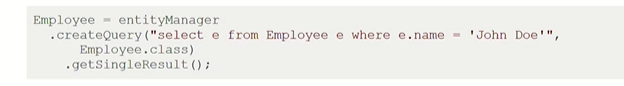 Employee = entityManager
.createQuery("select e from Employee e where e.name = 'John Doe'",
Employee.class)
.getSingleResult();